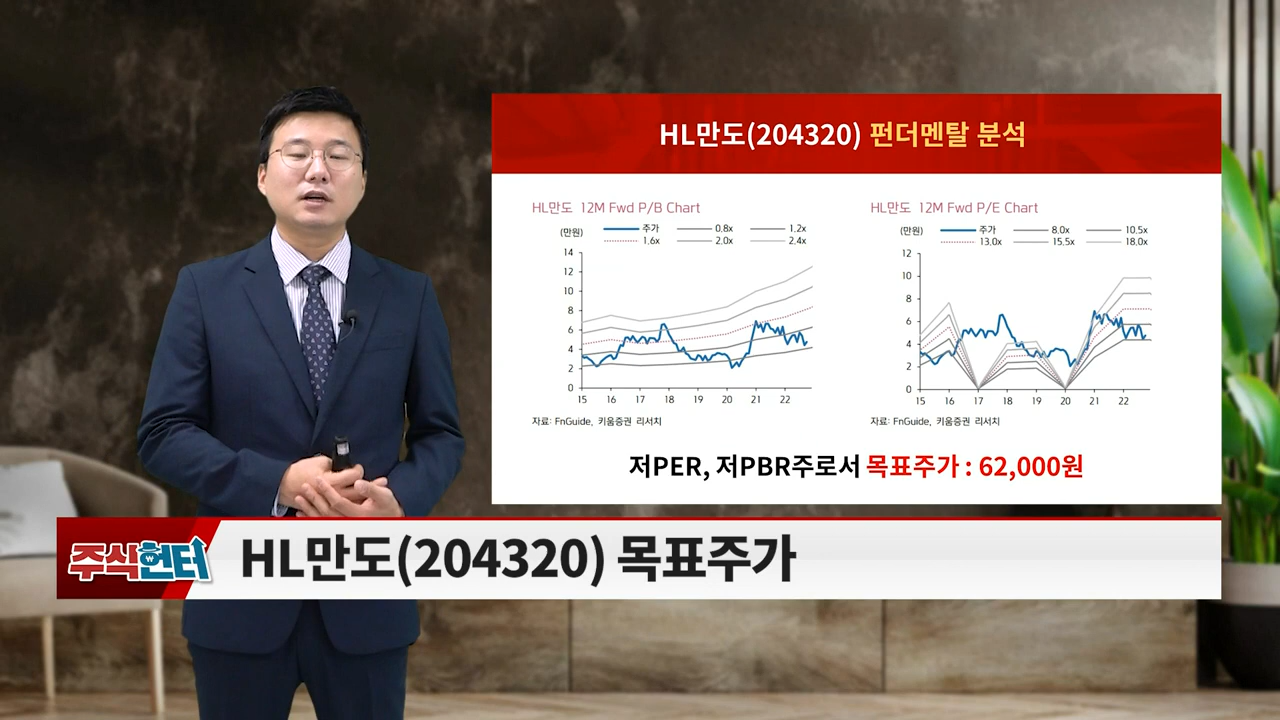 HL만도(204320) 펀더멘탈 분석
HL만도 12M Fwd P/B Chart
(만원)
주가 0.8x 1.2x
1.6x 2.0x 2.4x
14
12
10
8
6
4
2
0
15 16 17 18 19 20 21 22
자료: FnGuide, 키움증권 리서치
HL만도 12M Fwd P/E Chart
(만원)
주가 8.0x 10.5x
13.0x 15.5x 18.0x
12
10
8
6
4
2
0
15 16 17 18 19 20 21 22
자료: FnGuide, 키움증권 리서치
저PER, 저PBR주로서 목표주가 : 62,000원
주식헌터
HL만도(204320) 목표주가